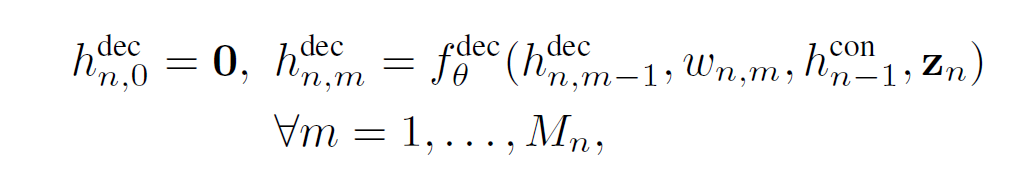 h_{n,0}^{dec} = 0, h_{n,m}^{dec} = f_θ^{dec}(h_{n,m−1}^{dec}, w_{n,m}, h_{n−1}^{con}, z_n)
∀m = 1, . . . , M_n,